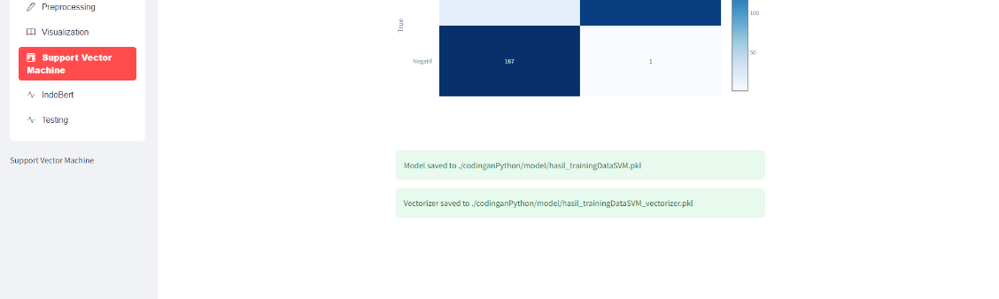 Preprocessing
Visualization
Support Vector
Machine
IndoBert
Testing
Support Vector Machine
True
100
50
Negatif
167
1
Model saved to ./codinganPython/model/hasil_trainingDataSVM.pkl
Vectorizer saved to ./codinganPython/model/hasil_trainingDataSVM_vectorizer.pkl